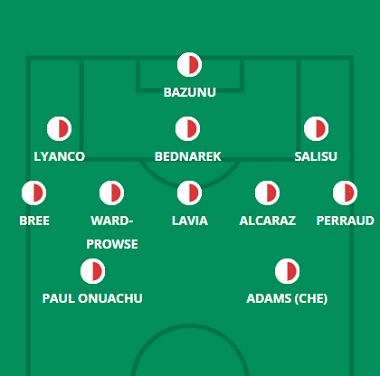 BAZUNU
LYANCO BEDNAREK SALISU
BREE WARD- LAVIA ALCARAZ PERRAUD
PROWSE
PAUL ONUACHU ADAMS (CHE)